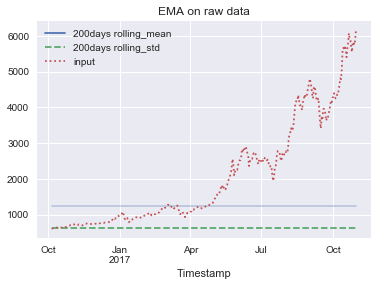 EMA on raw data
200days rolling_mean
200days rolling_std
input
6000
5000
4000
3000
2000
1000
Oct
Jan
2017
Apr
Jul
Oct
Timestamp